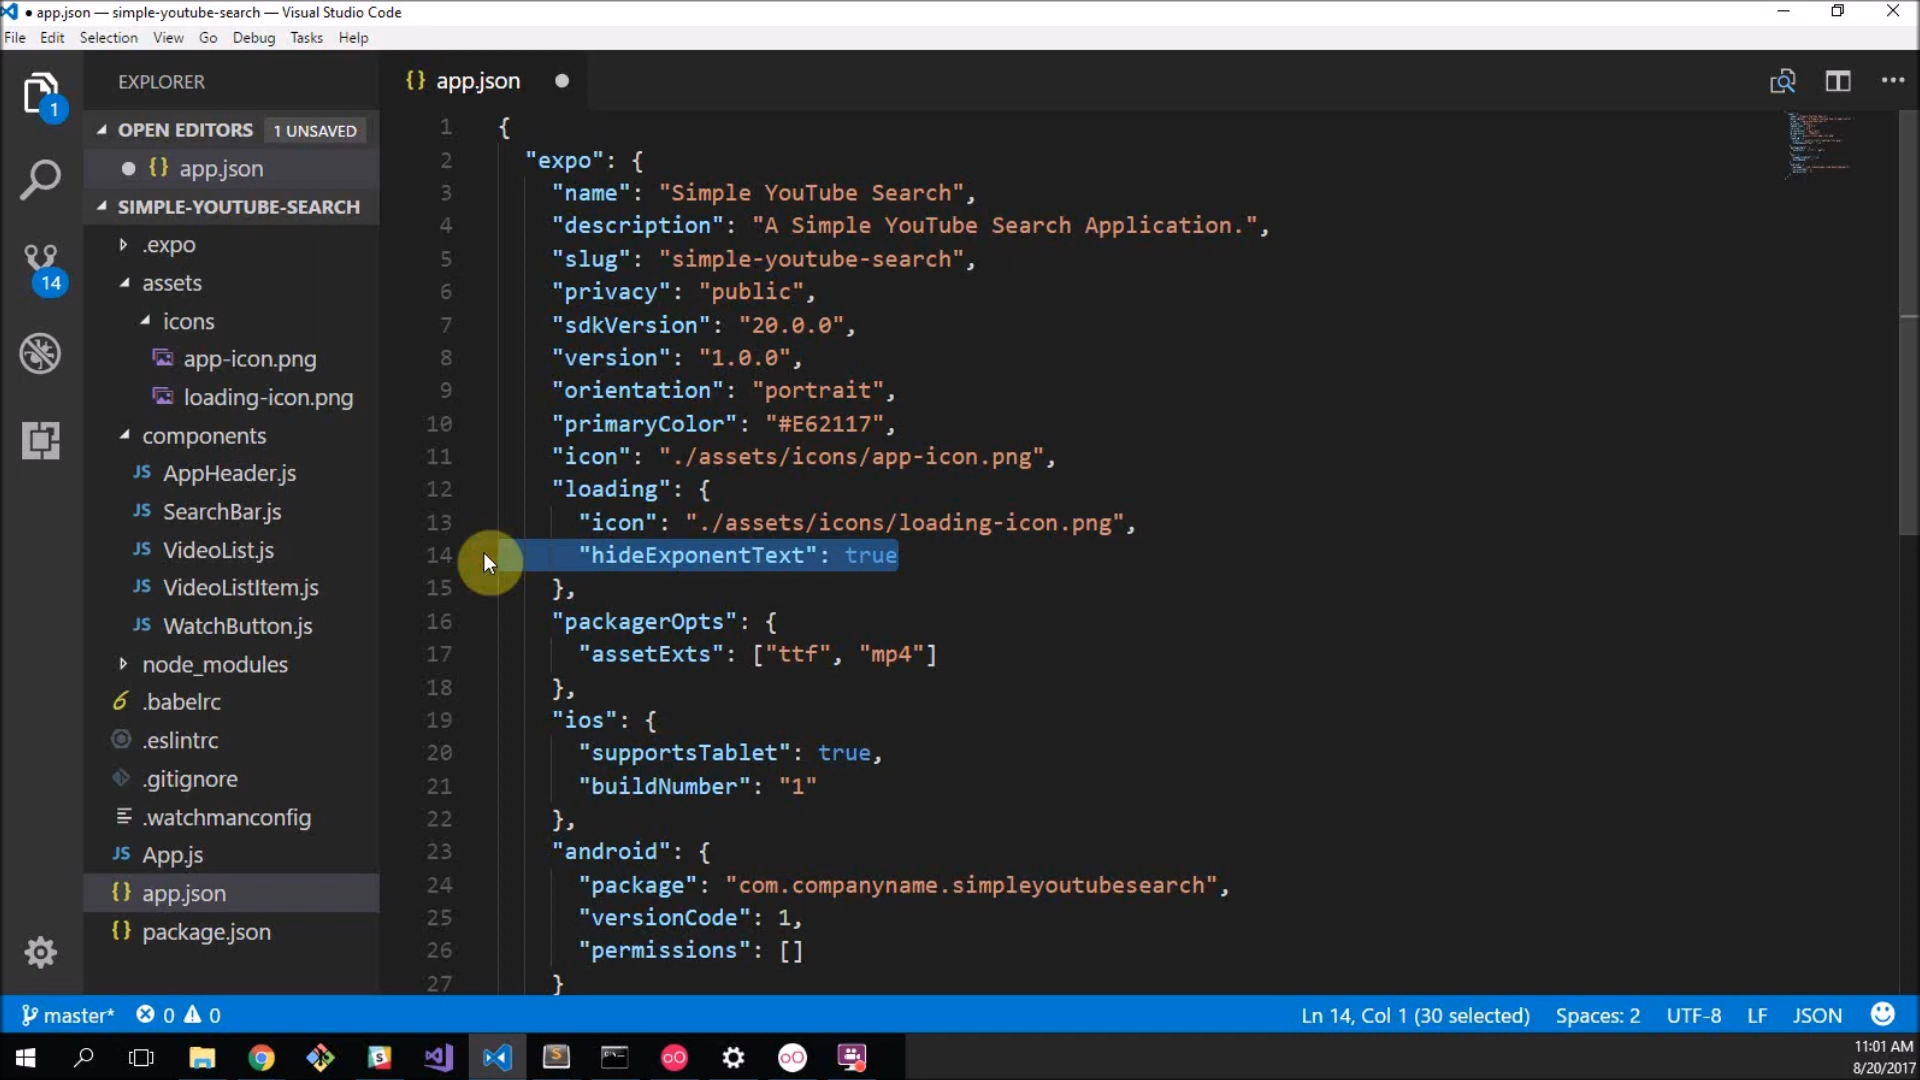 app.json — simple-youtube-search — Visual Studio Code
File Edit Selection View Go Debug Tasks Help
EXPLORER
OPEN EDITORS 1 UNSAVED
{} app.json
SIMPLE-YOUTUBE-SEARCH
.expo
assets
icons
app-icon.png
loading-icon.png
components
JS AppHeader.js
JS SearchBar.js
JS VideoList.js
JS VideoListItem.js
JS WatchButton.js
node_modules
.babelrc
.eslintrc
.gitignore
.watchmanconfig
JS App.js
{} app.json
{} package.json
1
14
{} app.json
1 {
2 "expo": {
3 "name": "Simple YouTube Search",
4 "description": "A Simple YouTube Search Application.",
5 "slug": "simple-youtube-search",
6 "privacy": "public",
7 "sdkVersion": "20.0.0",
8 "version": "1.0.0",
9 "orientation": "portrait",
10 "primaryColor": "#E62117",
11 "icon": "./assets/icons/app-icon.png",
12 "loading": {
13 "icon": "./assets/icons/loading-icon.png",
14 "hideExponentText": true
15 },
16 "packagerOpts": {
17 "assetExts": ["ttf", "mp4"]
18 },
19 "ios": {
20 "supportsTablet": true,
21 "buildNumber": "1"
22 },
23 "android": {
24 "package": "com.companyname.simpleyoutubesearch",
25 "versionCode": 1,
26 "permissions": []
27 }
master* 0 0 Ln 14, Col 1 (30 selected) Spaces: 2 UTF-8 LF JSON
11:01 AM
8/20/2017